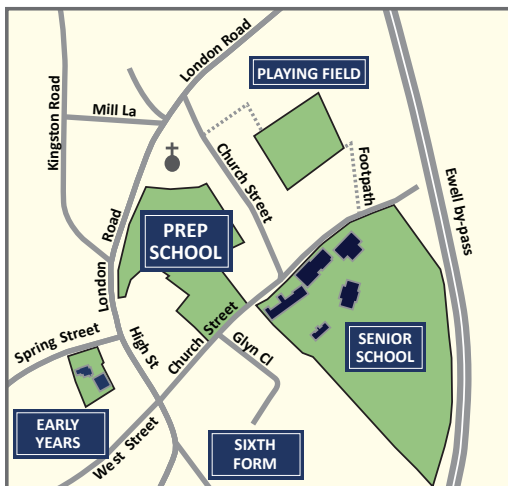 London Road
PLAYING FIELD
Kingston Road
Mill La
Church Street
Footpath
Ewell by-pass
PREP
SCHOOL
London Road
Church Street
Spring Street
High St
Glyn Cl
SENIOR
SCHOOL
EARLY
YEARS
West Street
SIXTH
FORM